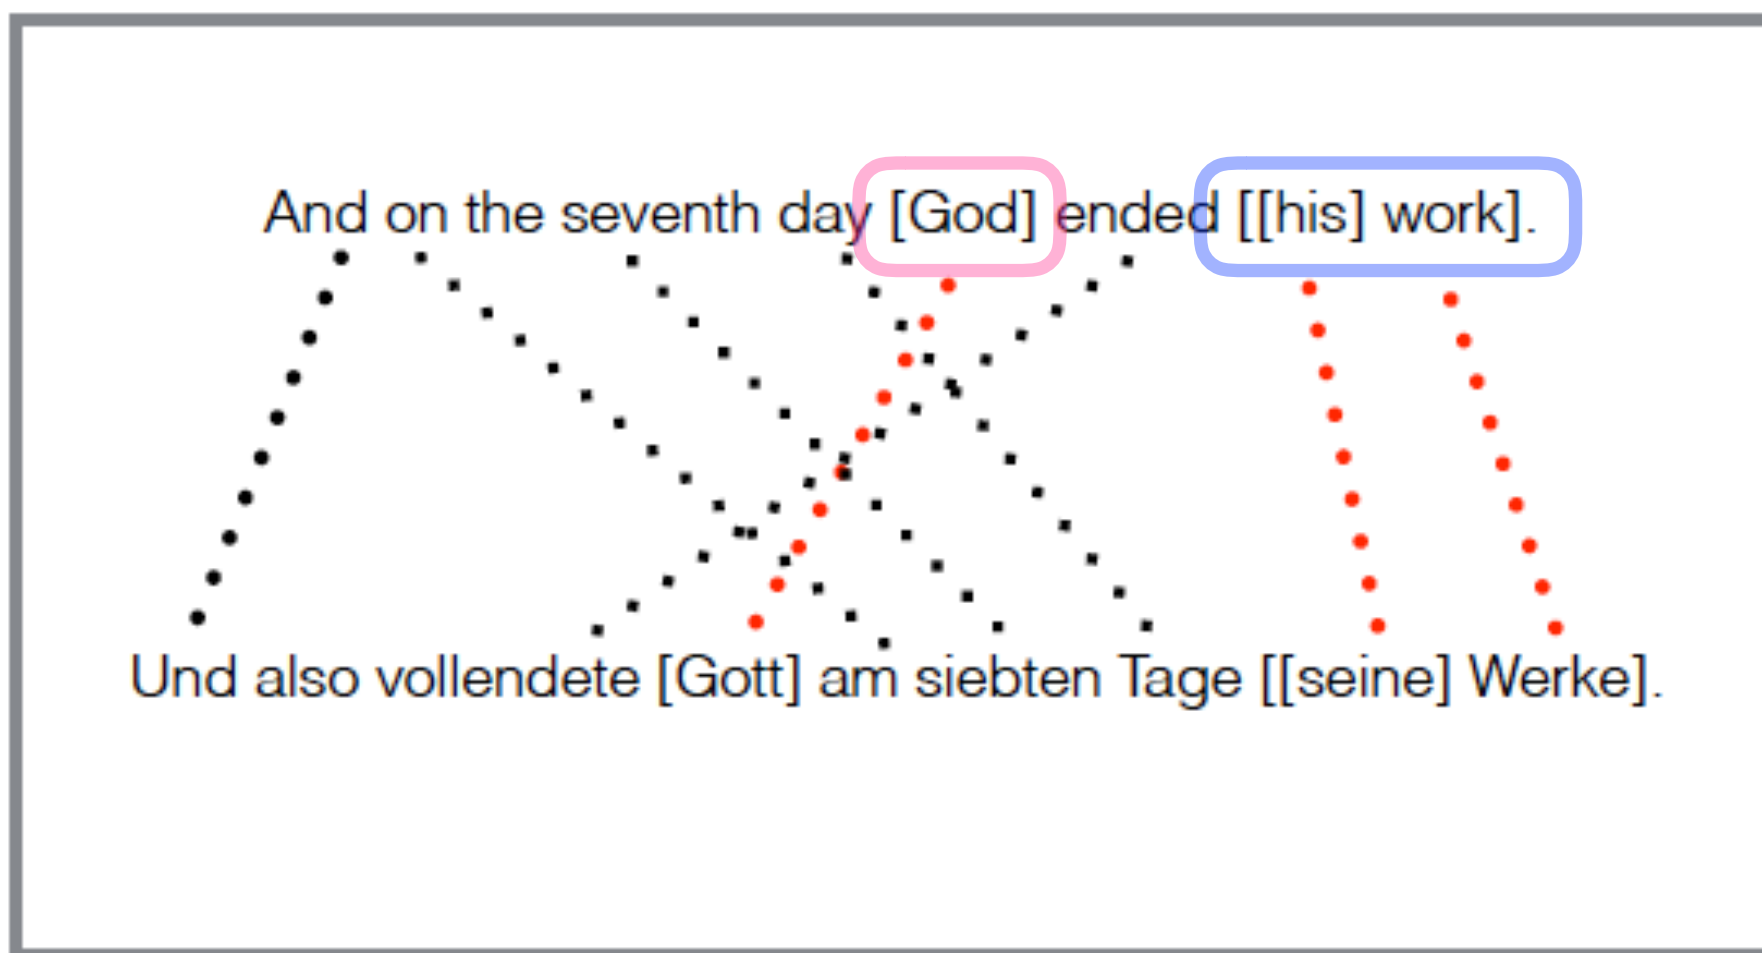 And on the seventh day [God] ended [[his] work].
Und also vollendete [Gott] am siebten Tage [[seine] Werke].